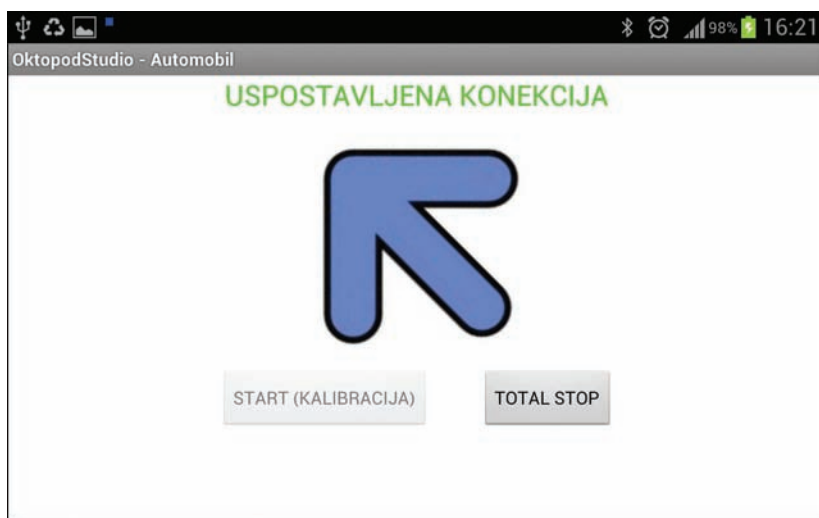 98% 16:21
OktopodStudio - Automobil
USPOSTAVLJENA KONEKCIJA
START (KALIBRACIJA) TOTAL STOP